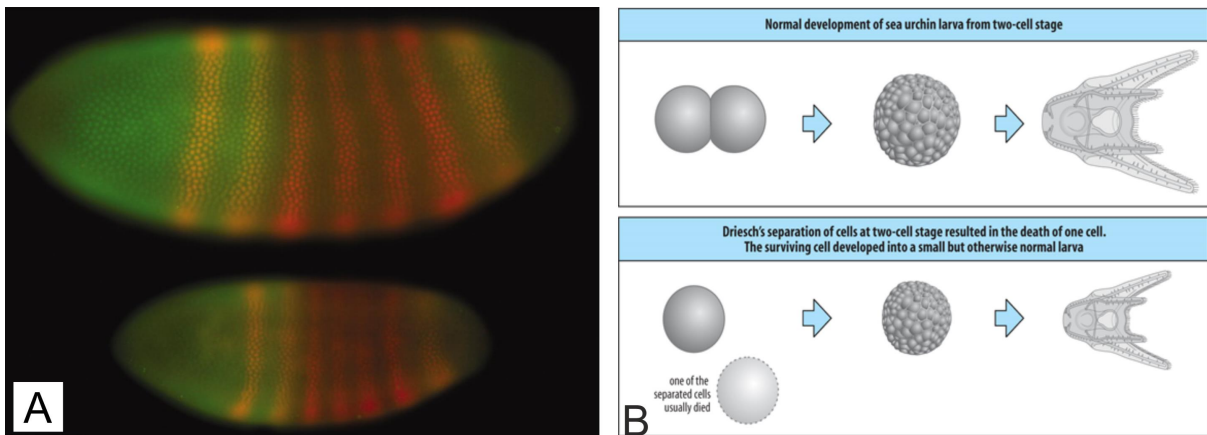 A
Normal development of sea urchin larva from two-cell stage
Driesch's separation of cells at two-cell stage resulted in the death of one cell.
The surviving cell developed into a small but otherwise normal larva
one of the
separated cells
usually died
B